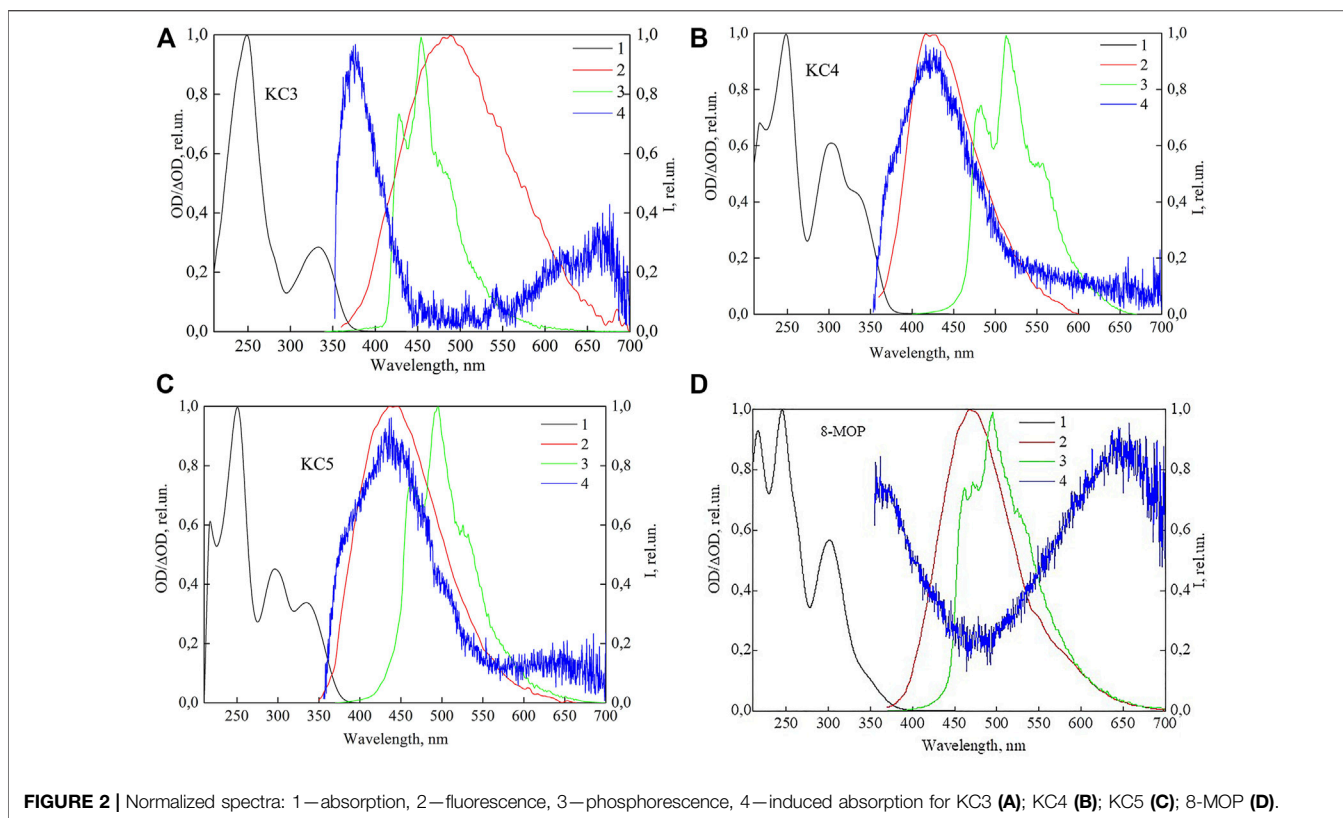 A
1,0
0,8
0,6
0,4
0,2
0,0
OD/ΔOD, rel.un.
KC3
1
2
3
4
1,0
0,8
0,6
0,4
0,2
0,0
I, rel.un.
250 300 350 400 450 500 550 600 650 700
Wavelength, nm
B
1,0
0,8
0,6
0,4
0,2
0,0
OD/ΔOD, rel.un.
KC4
1
2
3
4
1,0
0,8
0,6
0,4
0,2
0,0
I, rel.un.
250 300 350 400 450 500 550 600 650 700
Wavelength, nm
C
1,0
0,8
0,6
0,4
0,2
0,0
OD/ΔOD, rel.un.
KC5
1
2
3
4
1,0
0,8
0,6
0,4
0,2
0,0
I, rel.un.
250 300 350 400 450 500 550 600 650 700
Wavelength, nm
D
1,0
0,8
0,6
0,4
0,2
0,0
OD/ΔOD, rel.un.
8-MOP
1
2
3
4
1,0
0,8
0,6
0,4
0,2
0,0
I, rel.un.
250 300 350 400 450 500 550 600 650 700
Wavelength, nm
FIGURE 2 | Normalized spectra: 1—absorption, 2—fluorescence, 3—phosphorescence, 4—induced absorption for KC3 (A); KC4 (B); KC5 (C); 8-MOP (D).